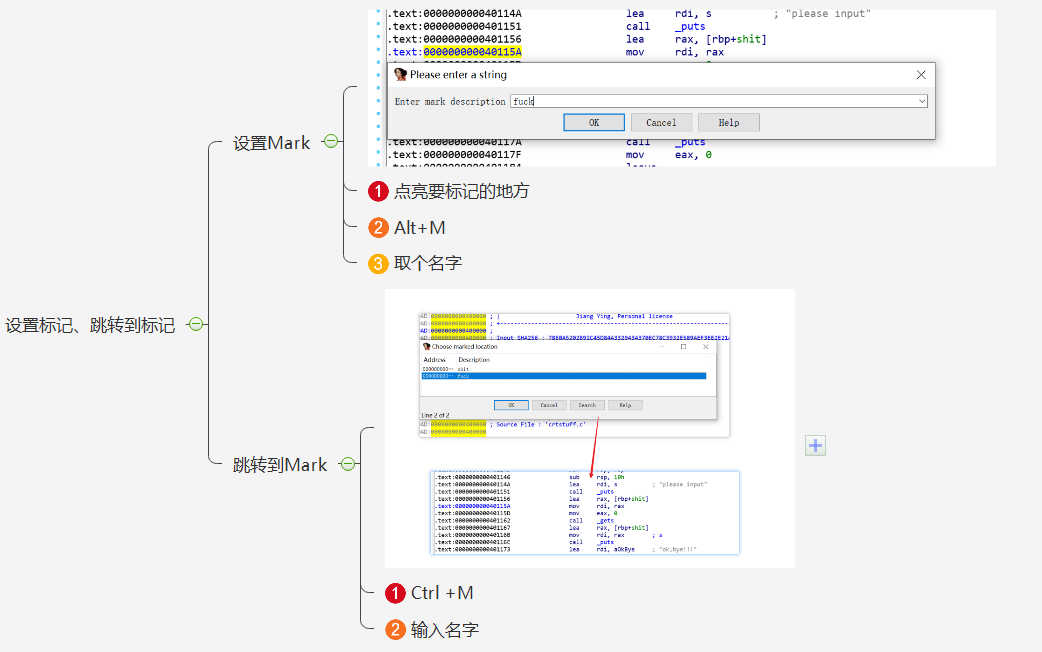 .text:000000000040114A lea rdi, s ; "please input"
.text:0000000000401151 call _puts
.text:0000000000401156 lea rax, [rbp+shit]
.text:000000000040115A mov rdi, rax
Please enter a string
Enter mark description fuck
OK Cancel Help
.text:000000000040117A call _puts
.text:000000000040117F mov eax, 0
设置Mark
1 点亮要标记的地方
2 Alt+M
3 取个名字
设置标记、跳转到标记
AD:0000000000400000 ; | Jiang Ying, Personal license
AD:0000000000400000 ; +
AD:0000000000400000 ;
AD:0000000000400000 ; Input SHA256 :
Choose marked location
Address Description
shit
fuck
OK Cancel Search Help
Line 2 of 2
AD:0000000000400000 ; Source File : 'crtstuff.c'
AD:0000000000400000
.text:0000000000401146 sub rsp, 10h
.text:000000000040114A lea rdi, s ; "please input"
.text:0000000000401151 call _puts
.text:0000000000401156 lea rax, [rbp+shit]
.text:000000000040115A mov rdi, rax
.text:000000000040115D mov eax, 0
.text:0000000000401162 call _gets
.text:0000000000401167 lea rax, [rbp+shit]
.text:000000000040116B mov rdi, rax ; s
.text:000000000040116E call _puts
.text:0000000000401173 lea rdi, aOkBye ; "ok,bye!!!"
跳转到Mark
1 Ctrl +M
2 输入名字